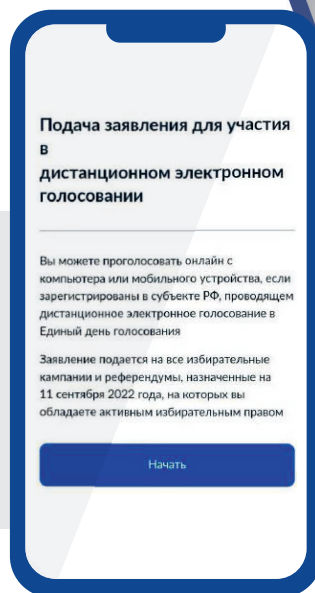 Подача заявления для участия
в
дистанционном электронном
голосовании
Вы можете проголосовать онлайн с
компьютера или мобильного устройства, если
зарегистрированы в субъекте РФ, проводящем
дистанционное электронное голосование в
Единый день голосования
Заявление подается на все избирательные
кампании и референдумы, назначенные на
11 сентября 2022 года, на которых вы
обладаете активным избирательным правом
Начать